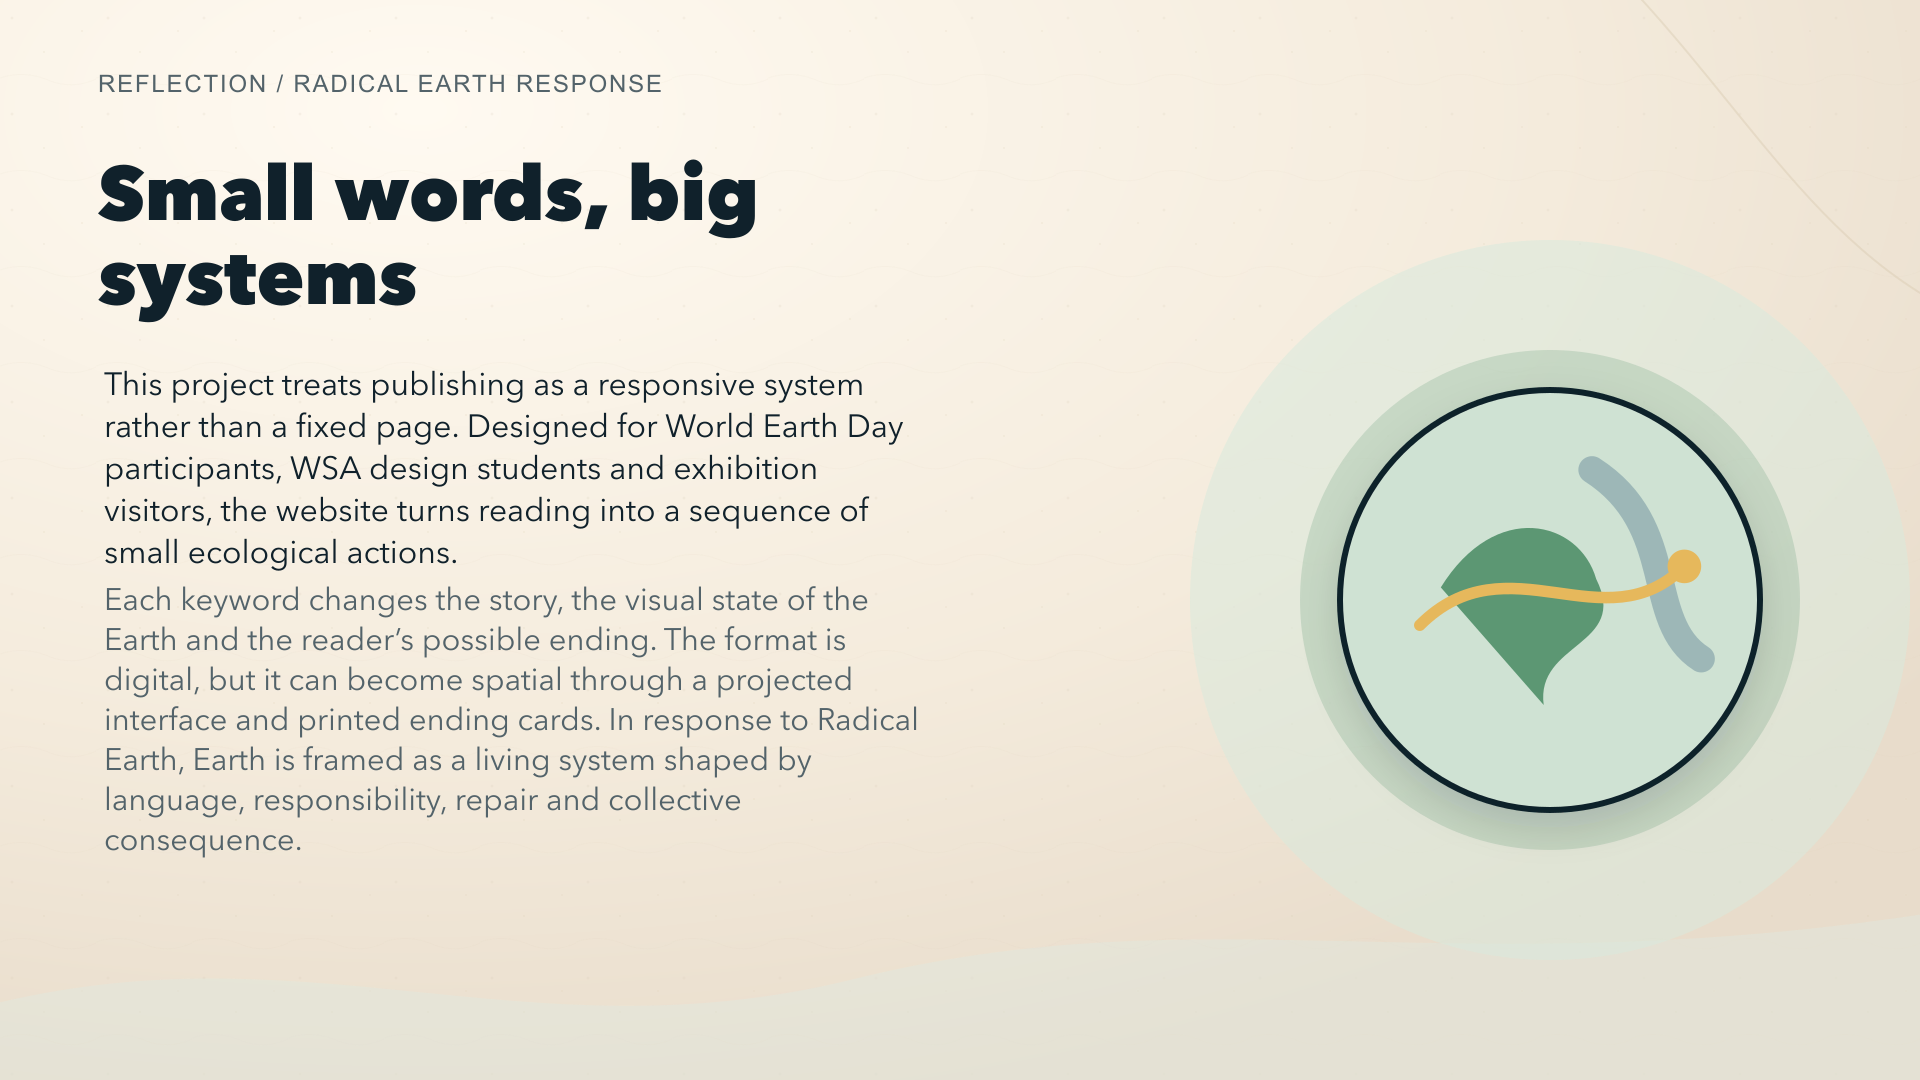 REFLECTION / RADICAL EARTH RESPONSE
Small words, big
systems
This project treats publishing as a responsive system
rather than a fixed page. Designed for World Earth Day
participants, WSA design students and exhibition
visitors, the website turns reading into a sequence of
small ecological actions.
Each keyword changes the story, the visual state of the
Earth and the reader’s possible ending. The format is
digital, but it can become spatial through a projected
interface and printed ending cards. In response to Radical
Earth, Earth is framed as a living system shaped by
language, responsibility, repair and collective
consequence.